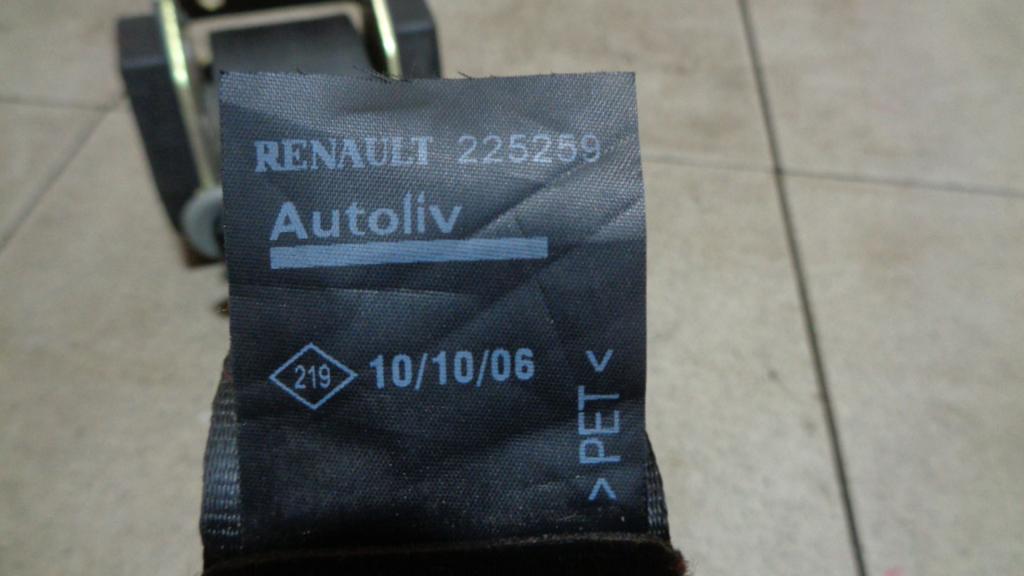 RENAULT 225259
Autoliv
219 10/10/06
>PET<